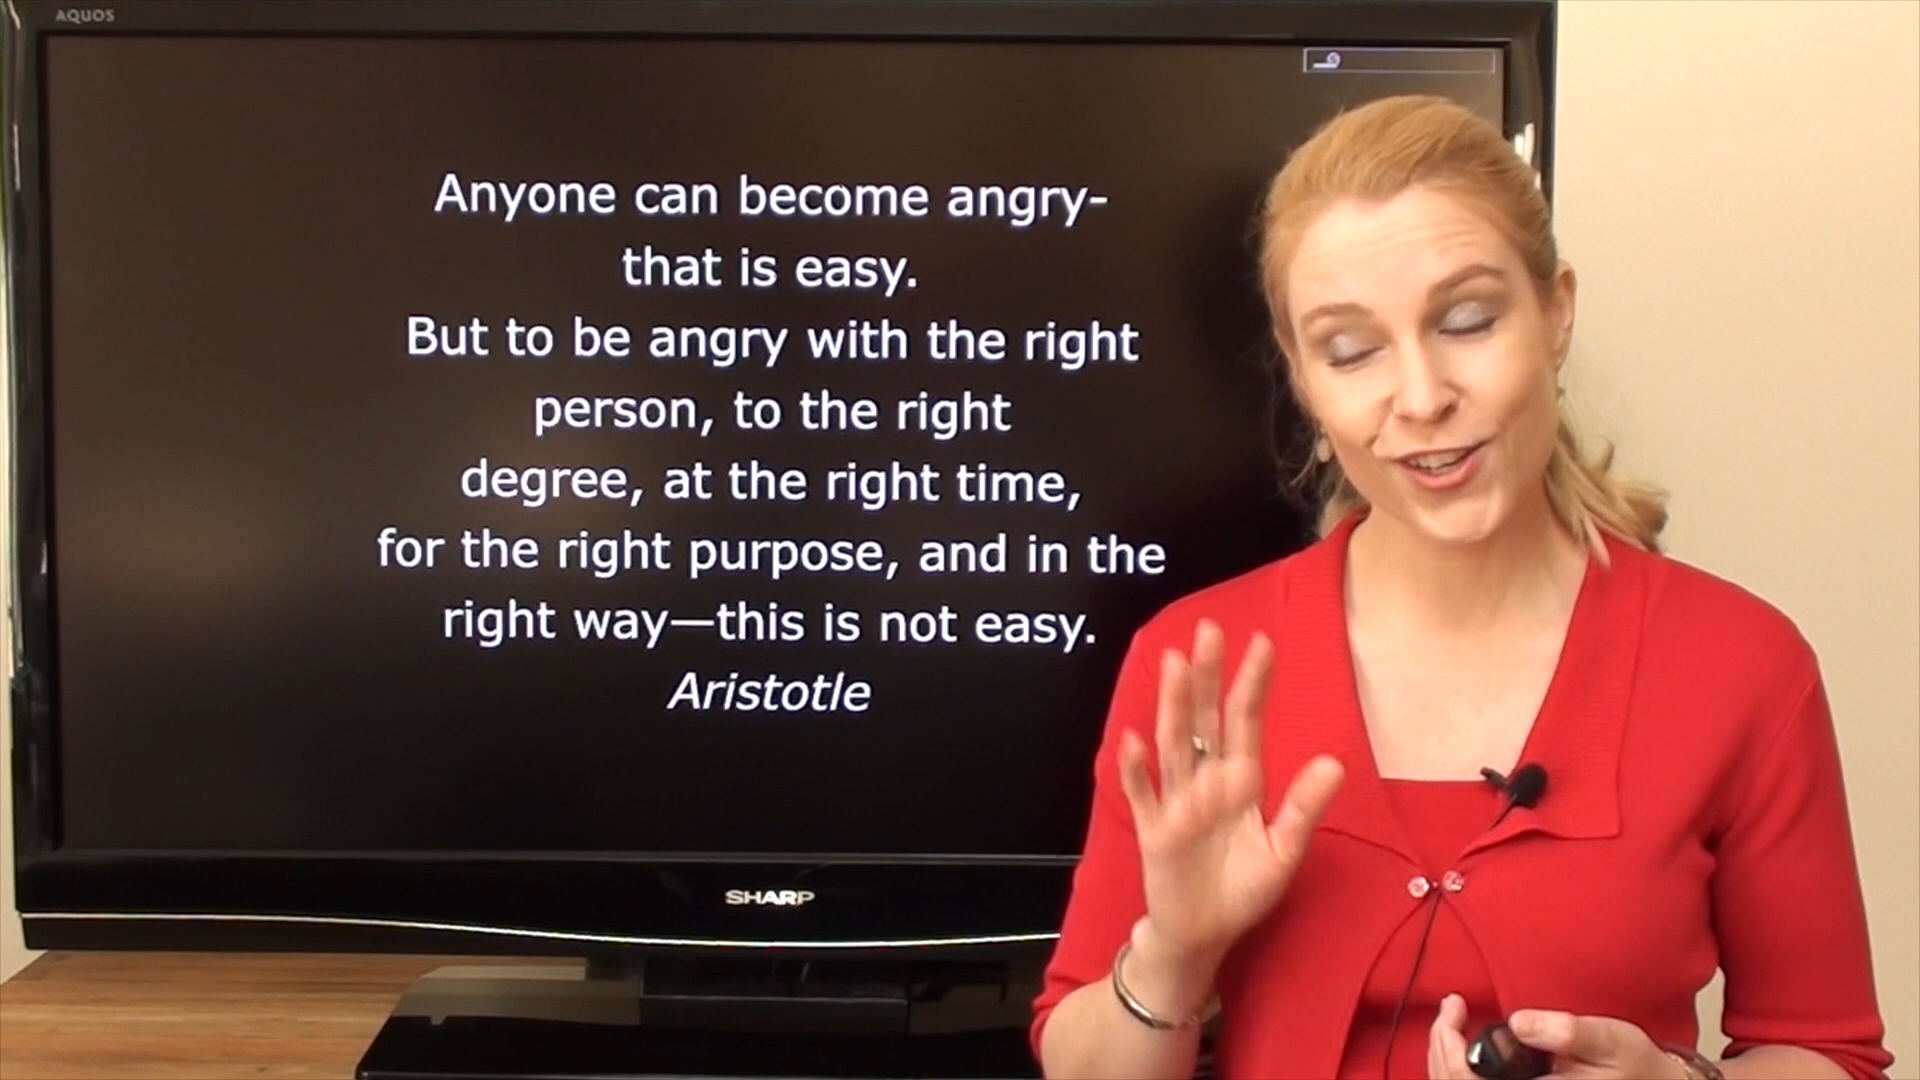 AQUOS
Anyone can become angry-
that is easy.
But to be angry with the right
person, to the right
degree, at the right time,
for the right purpose, and in the
right way—this is not easy.
Aristotle
SHARP